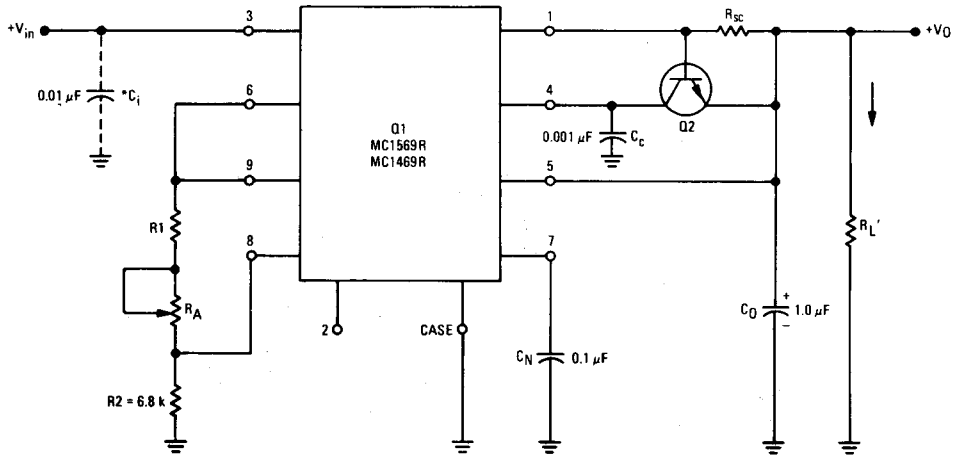 +Vin
3
1
RSC
+VO
0.01 µF
*Ci
6
4
Q2
Q1
MC1569R
MC1469R
0.001 µF
Cc
9
5
R1
8
7
RL'
RA
2
CASE
CN
0.1 µF
CO
+
1.0 µF
−
R2 = 6.8 k